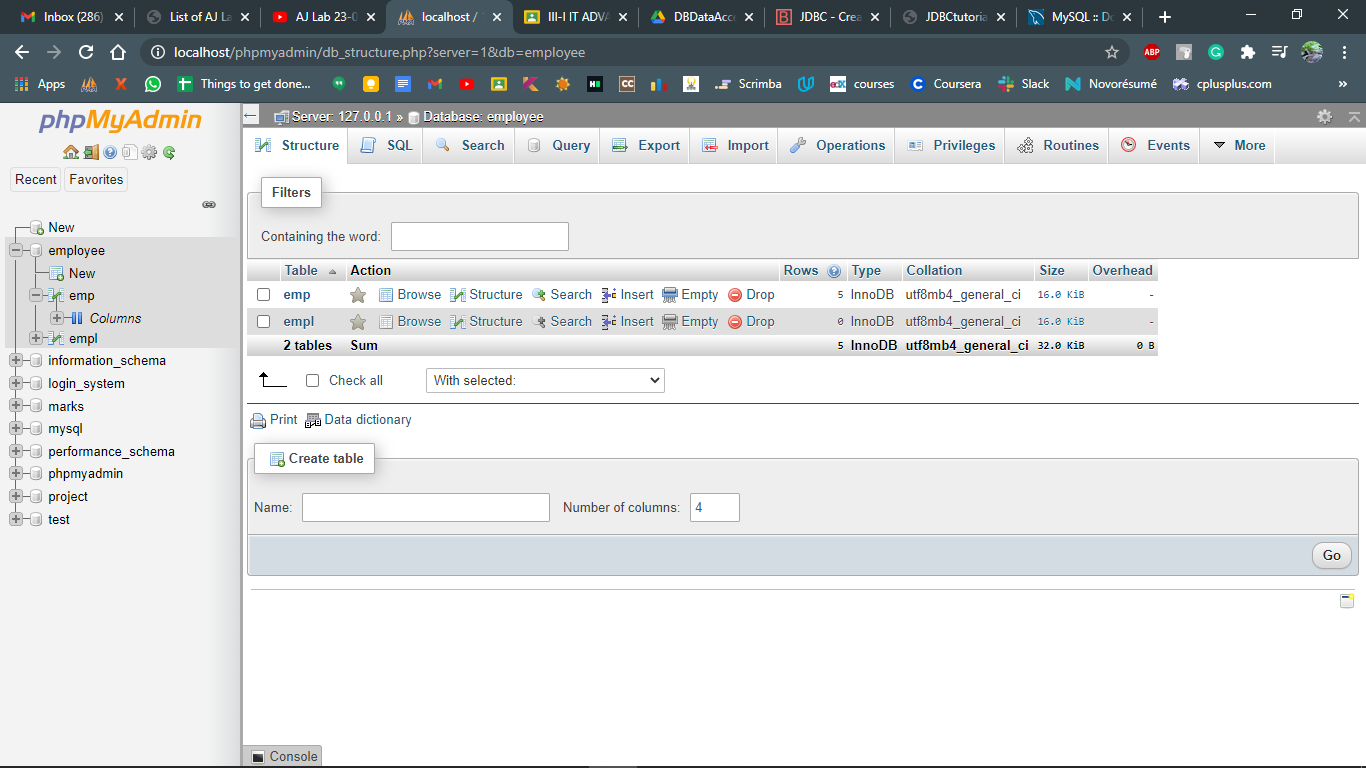 Inbox (286) List of AJ La AJ Lab 23-0 localhost / III-I IT ADVA DBDataAcc JDBC - Crea JDBCtutoria MySQL :: Do
localhost/phpmyadmin/db_structure.php?server=1&db=employee ABP
Apps Things to get done... CC Scrimba courses Coursera Slack Novorésumé cplusplus.com »
phpMyAdmin
Recent Favorites
New
employee
New
emp
Columns
empl
information_schema
login_system
marks
mysql
performance_schema
phpmyadmin
project
test
Server: 127.0.0.1 » Database: employee
Structure SQL Search Query Export Import Operations Privileges Routines Events More
Filters
Containing the word:
Table Action Rows Type Collation Size Overhead
emp Browse Structure Search Insert Empty Drop 5 InnoDB utf8mb4_general_ci 16.0 KiB -
empl Browse Structure Search Insert Empty Drop 0 InnoDB utf8mb4_general_ci 16.0 KiB -
2 tables Sum 5 InnoDB utf8mb4_general_ci 32.0 KiB 0 B
Check all With selected:
Print Data dictionary
Create table
Name: Number of columns: 4
Go
Console